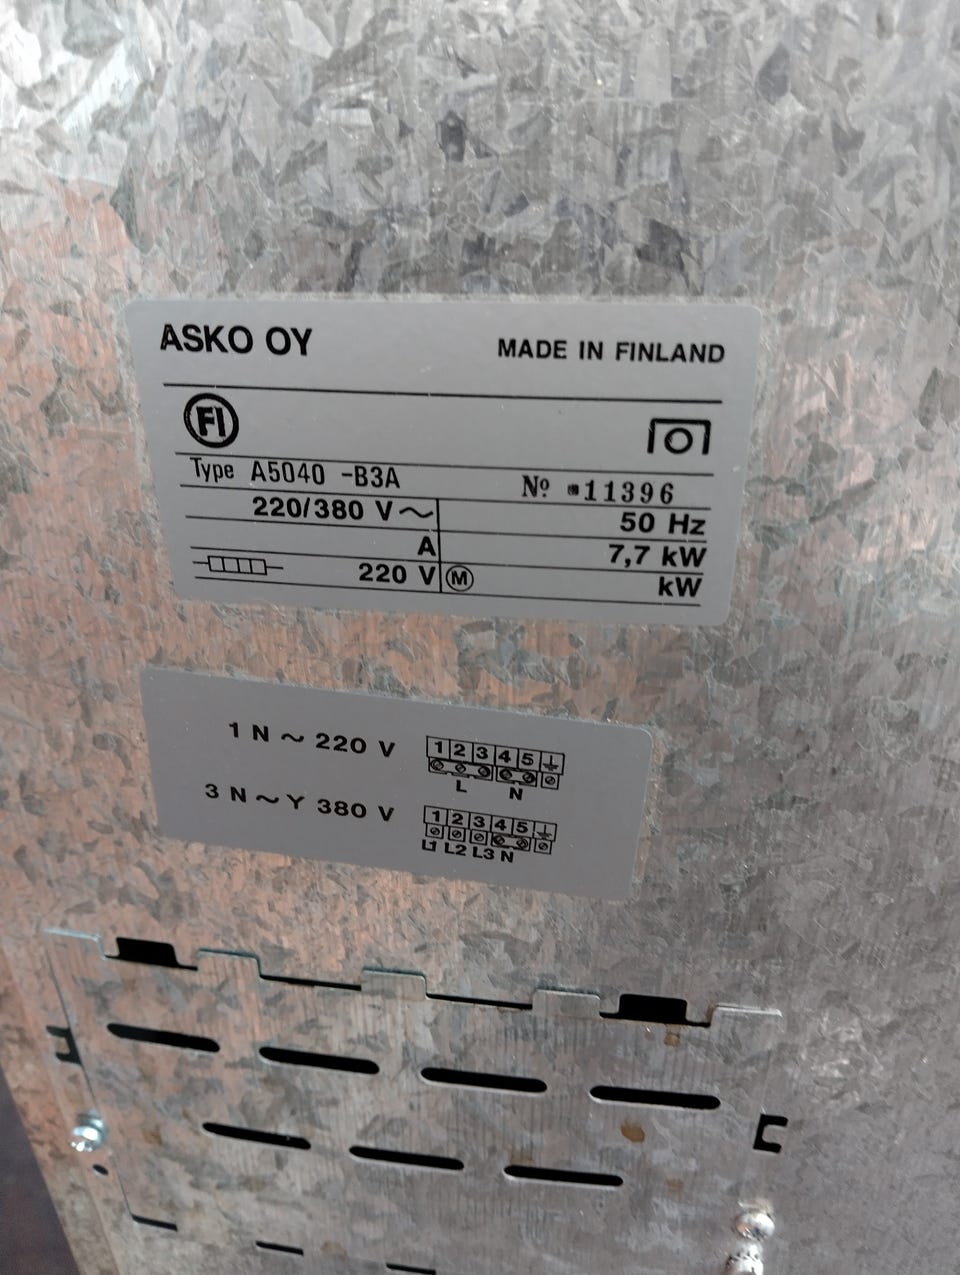 ASKO OY MADE IN FINLAND
FI
Type A5040 -B3A Nº 11396
220/380 V ~ 50 Hz
A 7,7 kW
220 V M kW
1 N ~ 220 V 1 2 3 4 5
L N
3 N ~ Y 380 V 1 2 3 4 5
L1 L2 L3 N